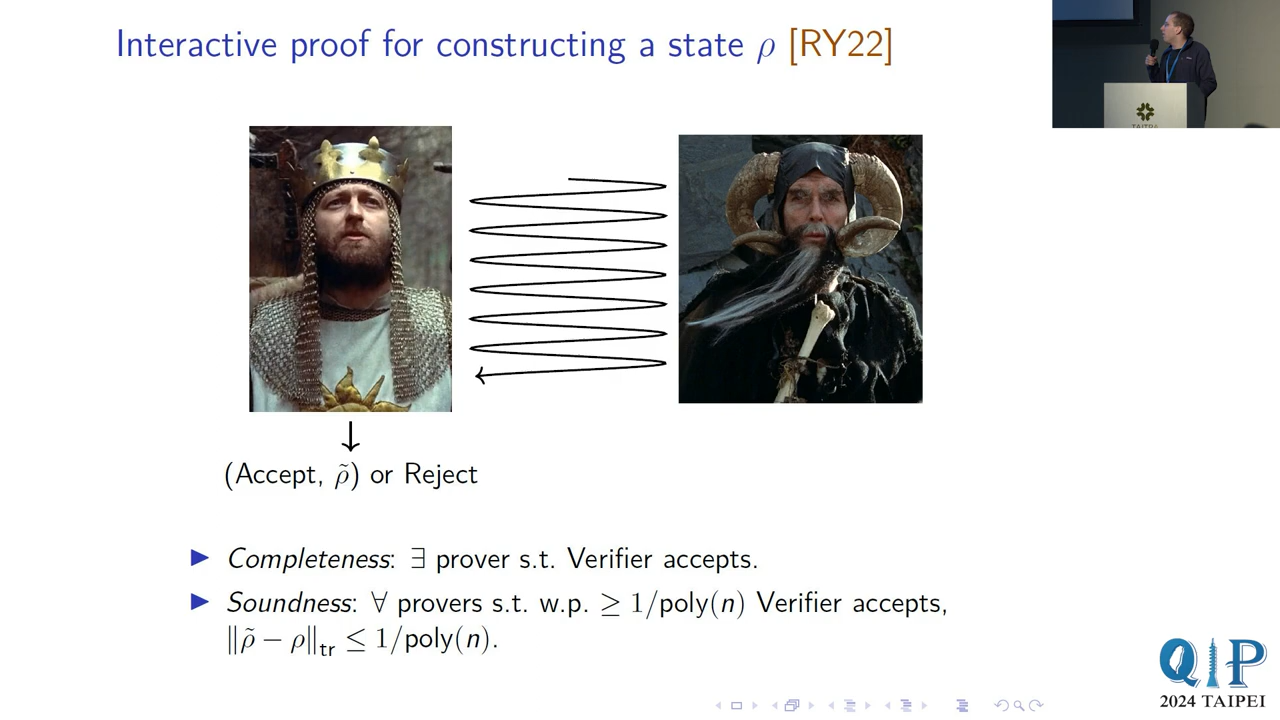 Interactive proof for constructing a state ρ [RY22]
TAITRA
(Accept, ρ̃) or Reject
▶ Completeness: ∃ prover s.t. Verifier accepts.
▶ Soundness: ∀ provers s.t. w.p. ≥ 1/poly(n) Verifier accepts,
‖ρ̃ − ρ‖tr ≤ 1/poly(n).
QIP
2024 TAIPEI